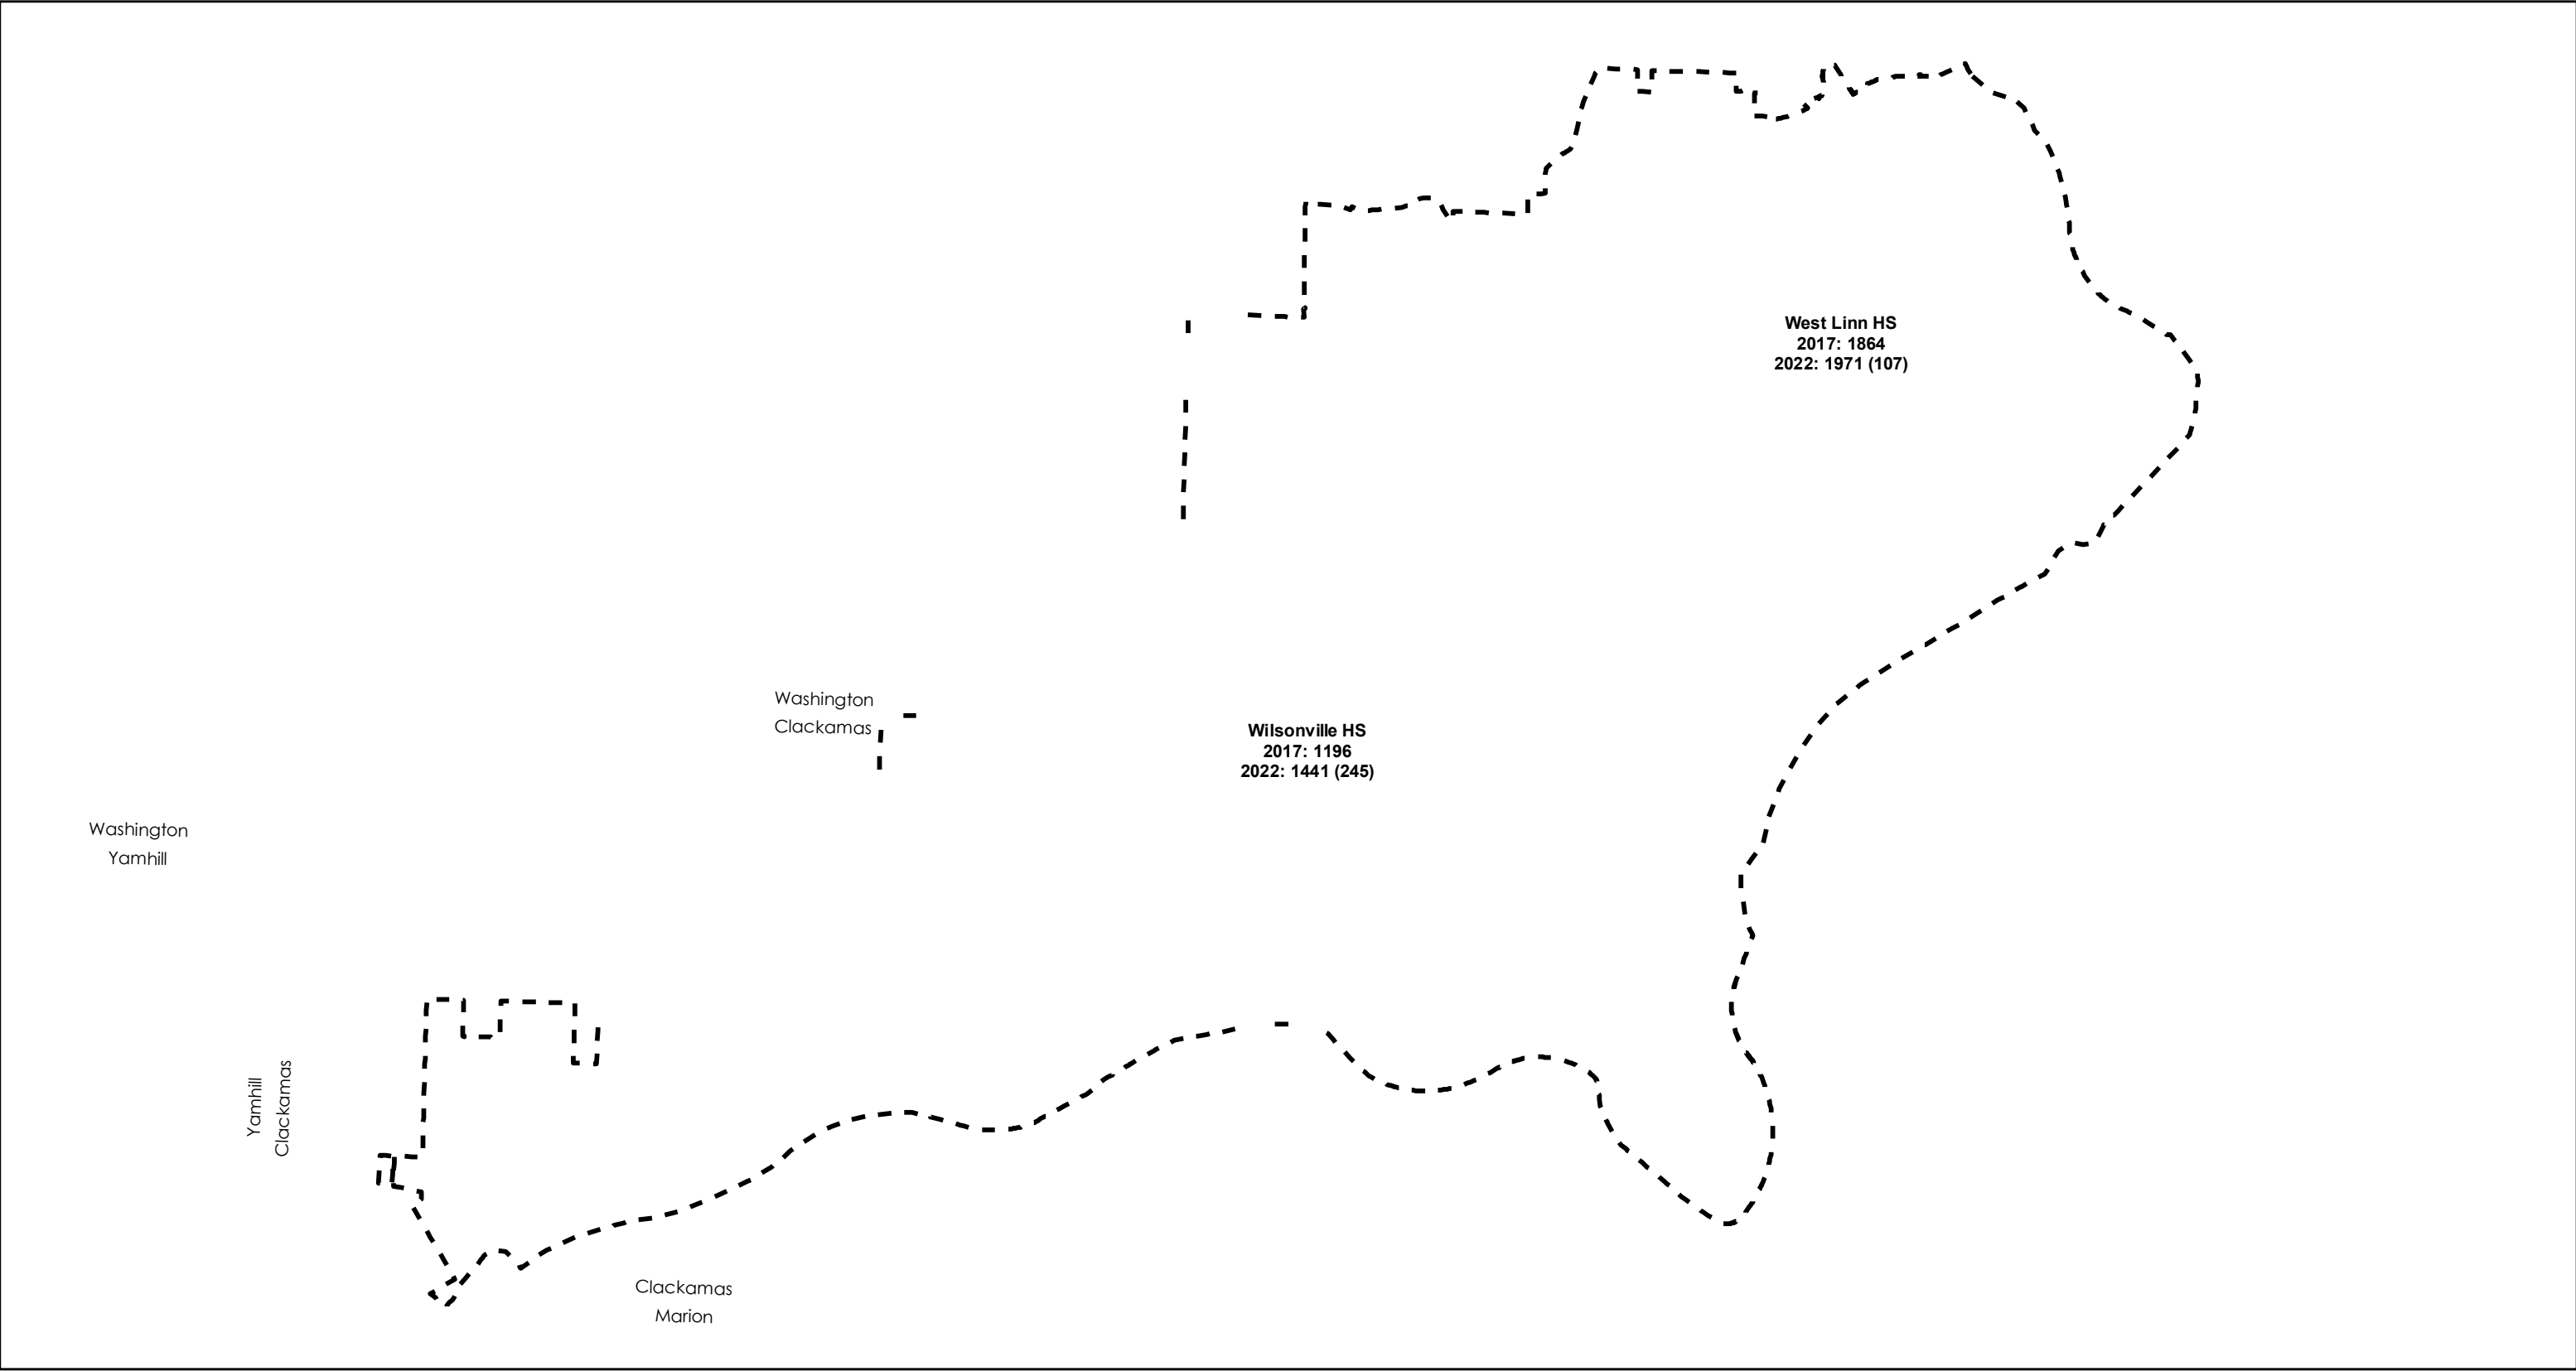 West Linn HS
2017: 1864
2022: 1971 (107)
Washington
Clackamas
Wilsonville HS
2017: 1196
2022: 1441 (245)
Washington
Yamhill
Yamhill
Clackamas
Clackamas
Marion